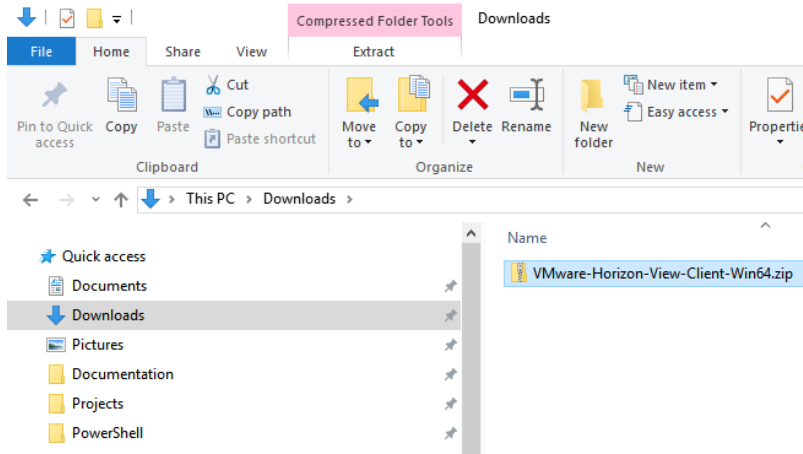 Compressed Folder Tools Downloads
File Home Share View Extract
Cut
Copy path
Paste shortcut
Pin to Quick access
Copy
Paste
Move to
Copy to
Delete
Rename
New folder
New item
Easy access
Propertie
Clipboard Organize New
This PC > Downloads >
Name
Quick access
VMware-Horizon-View-Client-Win64.zip
Documents
Downloads
Pictures
Documentation
Projects
PowerShell